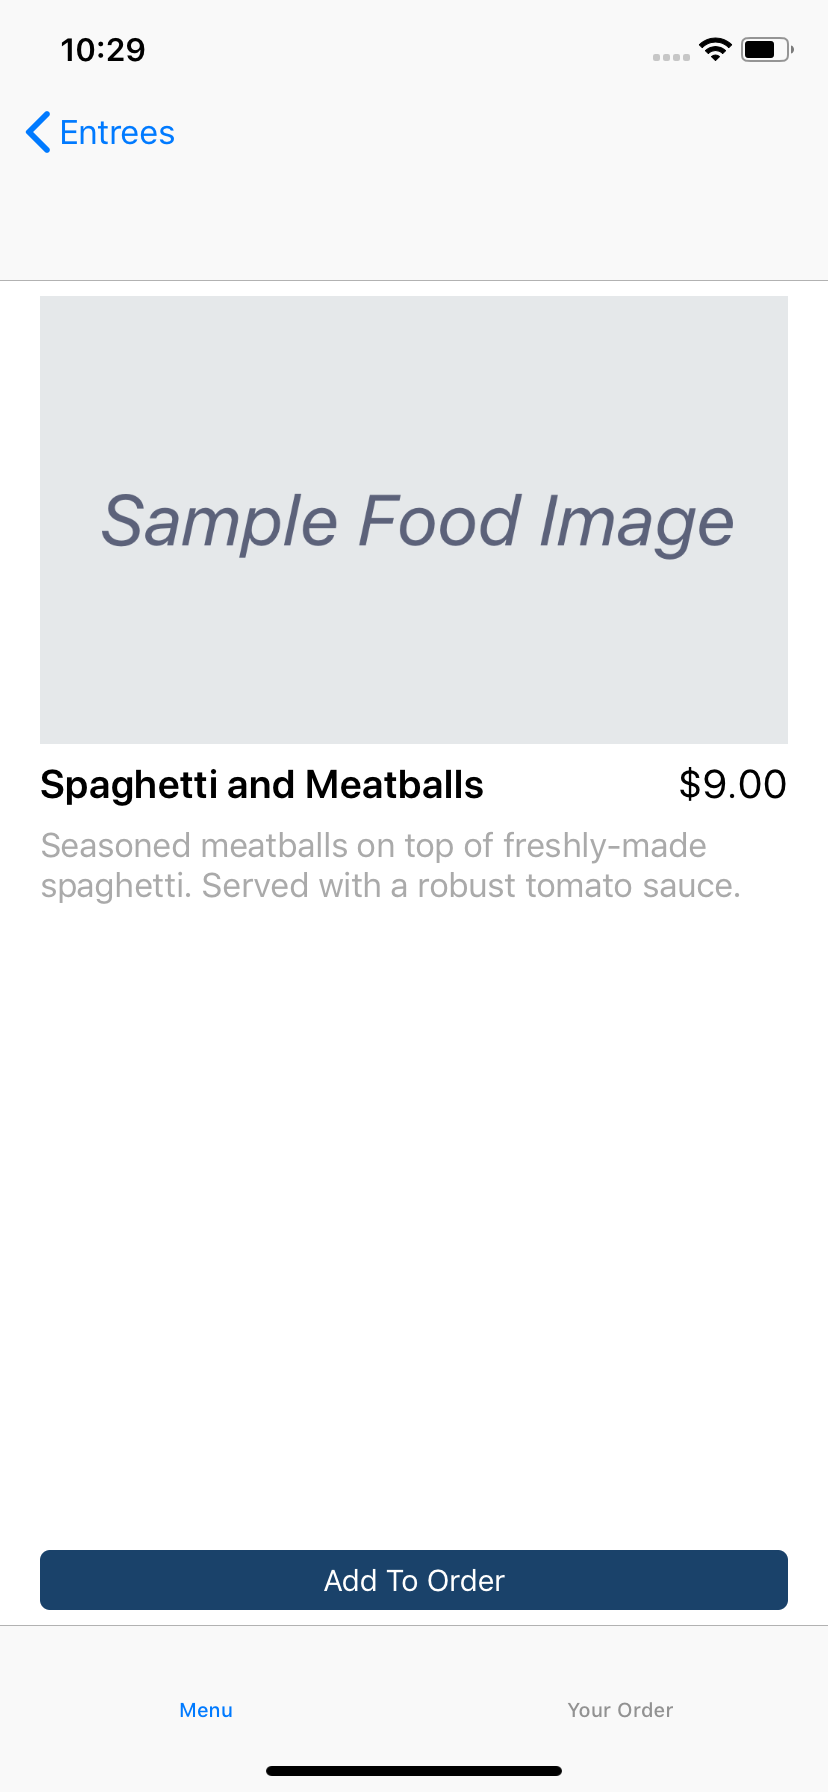 10:29
Entrees
Sample Food Image
Spaghetti and Meatballs $9.00
Seasoned meatballs on top of freshly-made
spaghetti. Served with a robust tomato sauce.
Add To Order
Menu Your Order